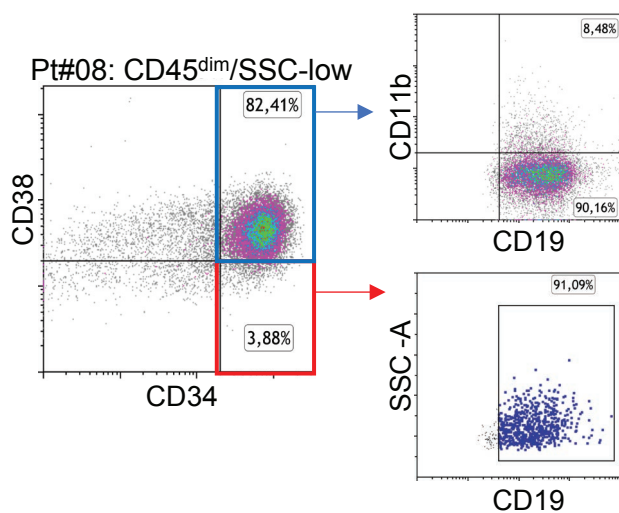 Pt#08: CD45dim/SSC-low
82,41%
3,88%
CD38
CD34
8,48%
90,16%
CD11b
CD19
91,09%
SSC -A
CD19